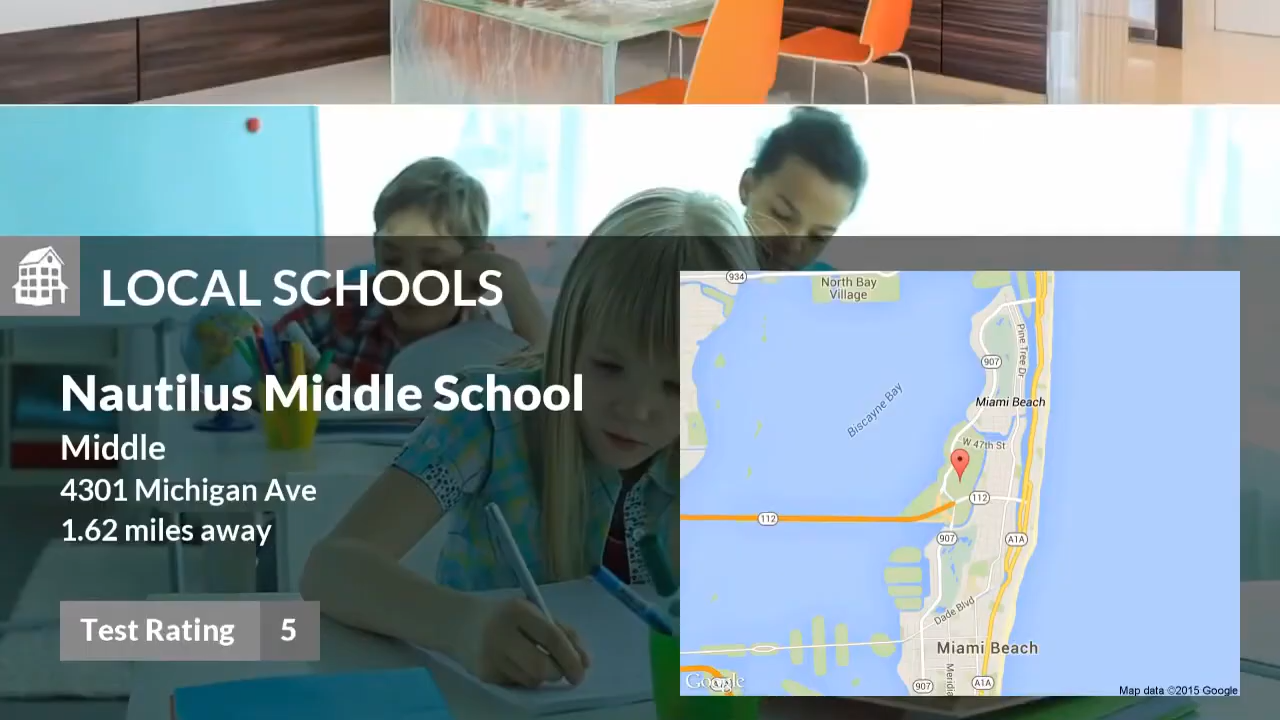 LOCAL SCHOOLS
Nautilus Middle School
Middle
4301 Michigan Ave
1.62 miles away
Test Rating 5
934
North Bay
Village
Pine Tree Dr
907
Miami Beach
Biscayne Bay
W 47th St
112
112
907
A1A
Dade Blvd
Miami Beach
Meridia
Google
907
A1A
Map data ©2015 Google